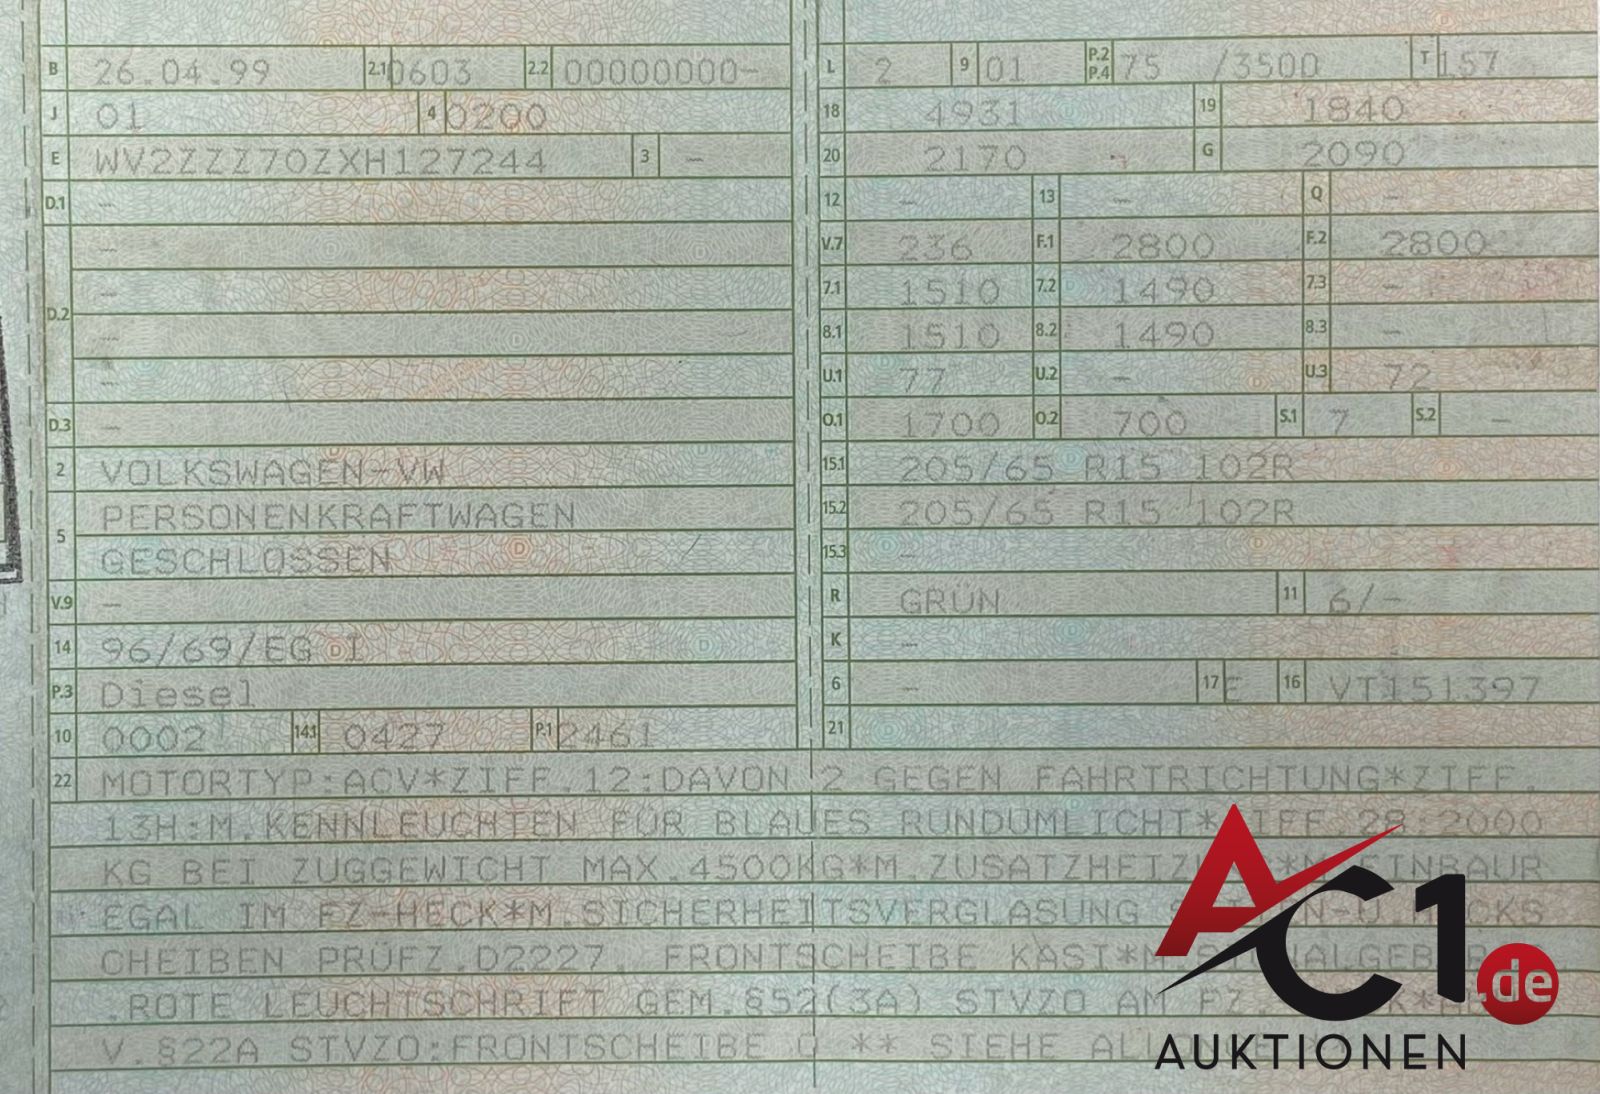 B 26.04.99 2.1 0603 2.2 00000000-
J 01 4 0200
E WV2ZZZ70ZXH127244 3 -
D.1 -
-
-
D.2
-
-
D.3 -
2 VOLKSWAGEN-VW
PERSONENKRAFTWAGEN
5
GESCHLOSSEN
V.9 -
14 96/69/EG I
P.3 Diesel
10 0002 14.1 0427 P.1 2461
L 2 9 01 P.2 P.4 75 /3500 T 157
18 4931 19 1840
20 2170 - G 2090
12 - 13 - Q -
V.7 236 F.1 2800 F.2 2800
7.1 1510 7.2 1490 7.3 -
8.1 1510 8.2 1490 8.3 -
U.1 77 U.2 - U.3 72
O.1 1700 O.2 700 S.1 7 S.2 -
15.1 205/65 R15 102R
15.2 205/65 R15 102R
15.3 -
R GRÜN 11 6/-
K -
6 - 17 E 16 VT151397
21
22 MOTORTYP:ACV*ZIFF.12:DAVON 2 GEGEN FAHRTRICHTUNG*ZIFF.
13H:M.KENNLEUCHTEN FÜR BLAUES RUNDUMLICHT* 28:2000
KG BEI ZUGGEWICHT MAX.4500KG*M. EINBAUR
EGAL IM FZ-HECK*M.SICHERHEITSVERGLASUNG
CHEIBEN PRÜFZ.D2227, FRONTSCHEIBE KAST*M
.ROTE LEUCHTSCHRIFT GEM.§52(3A) STVZO AM FZ
V.§22A STVZO:FRONTSCHEIBE O ** SIEHE
AC1.de
AUKTIONEN